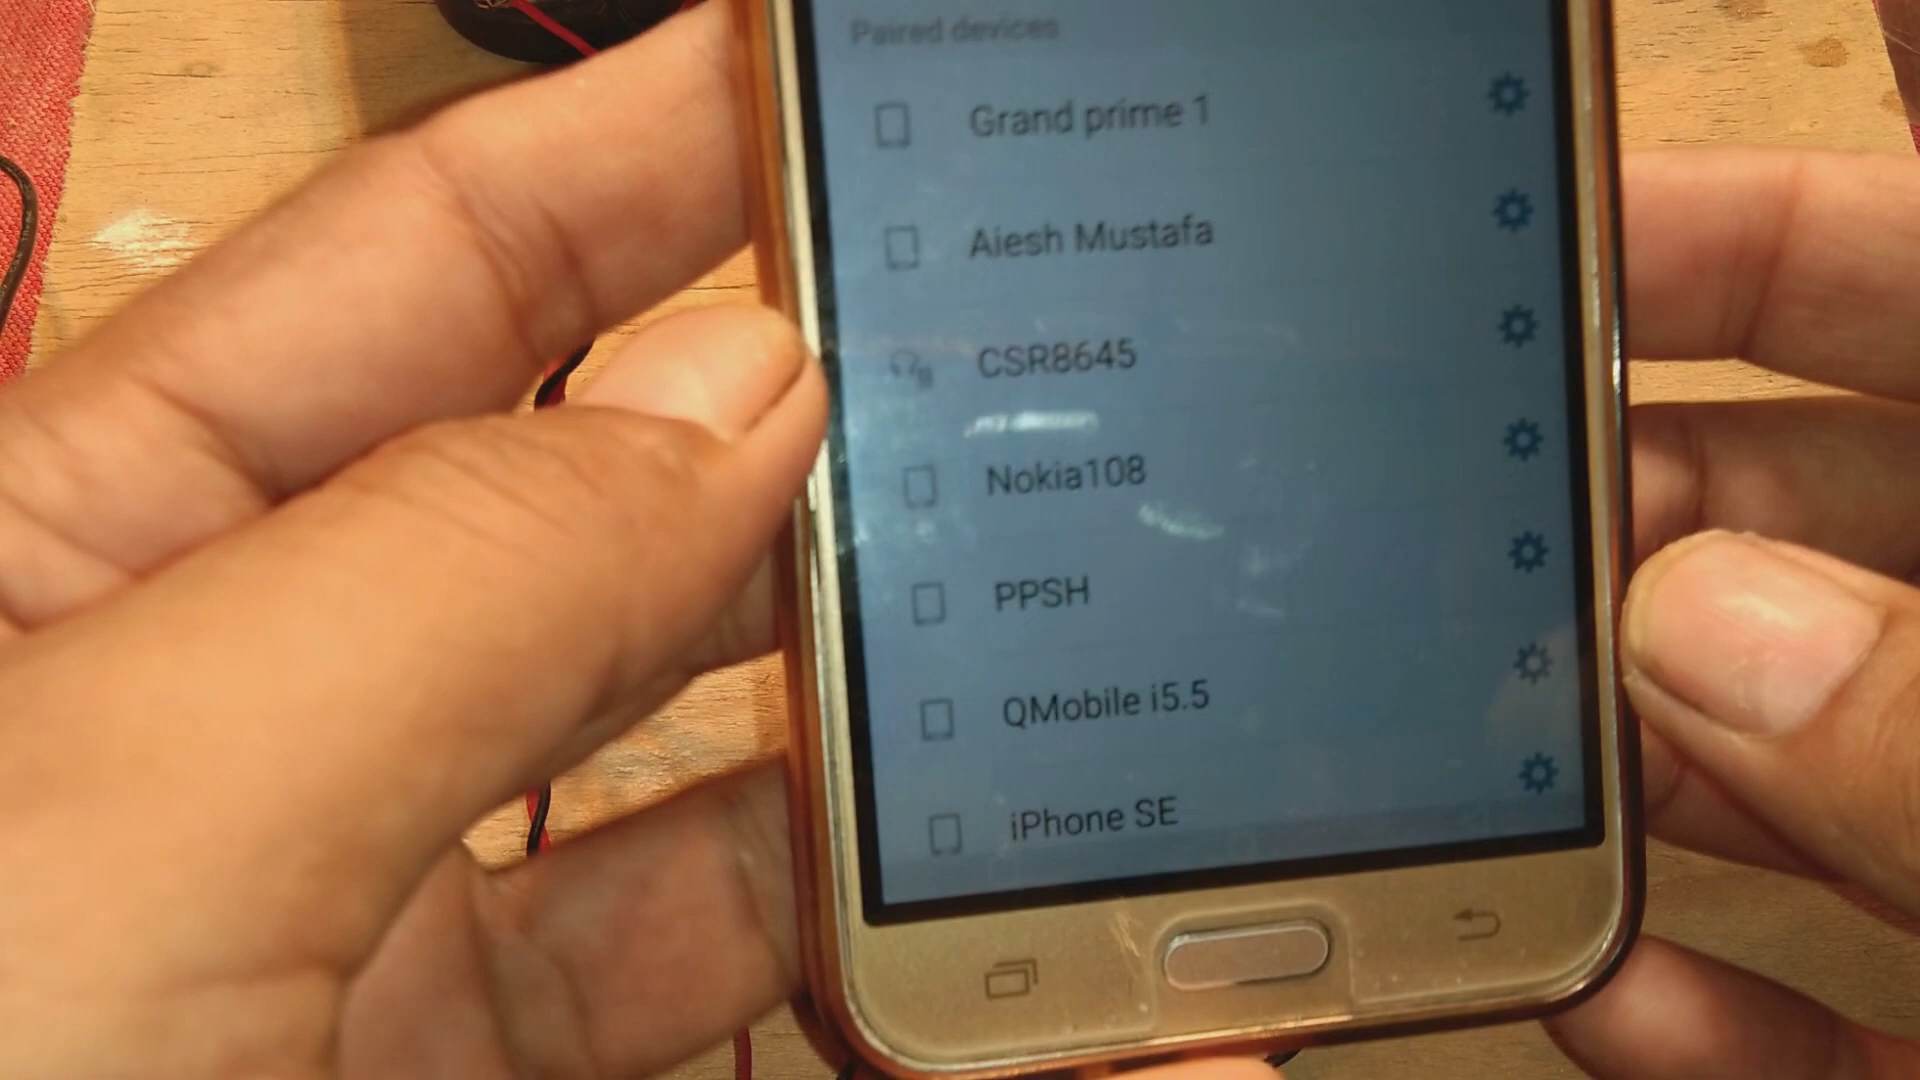 Paired devices
Grand prime 1
Aiesh Mustafa
CSR8645
Nokia108
PPSH
QMobile i5.5
iPhone SE